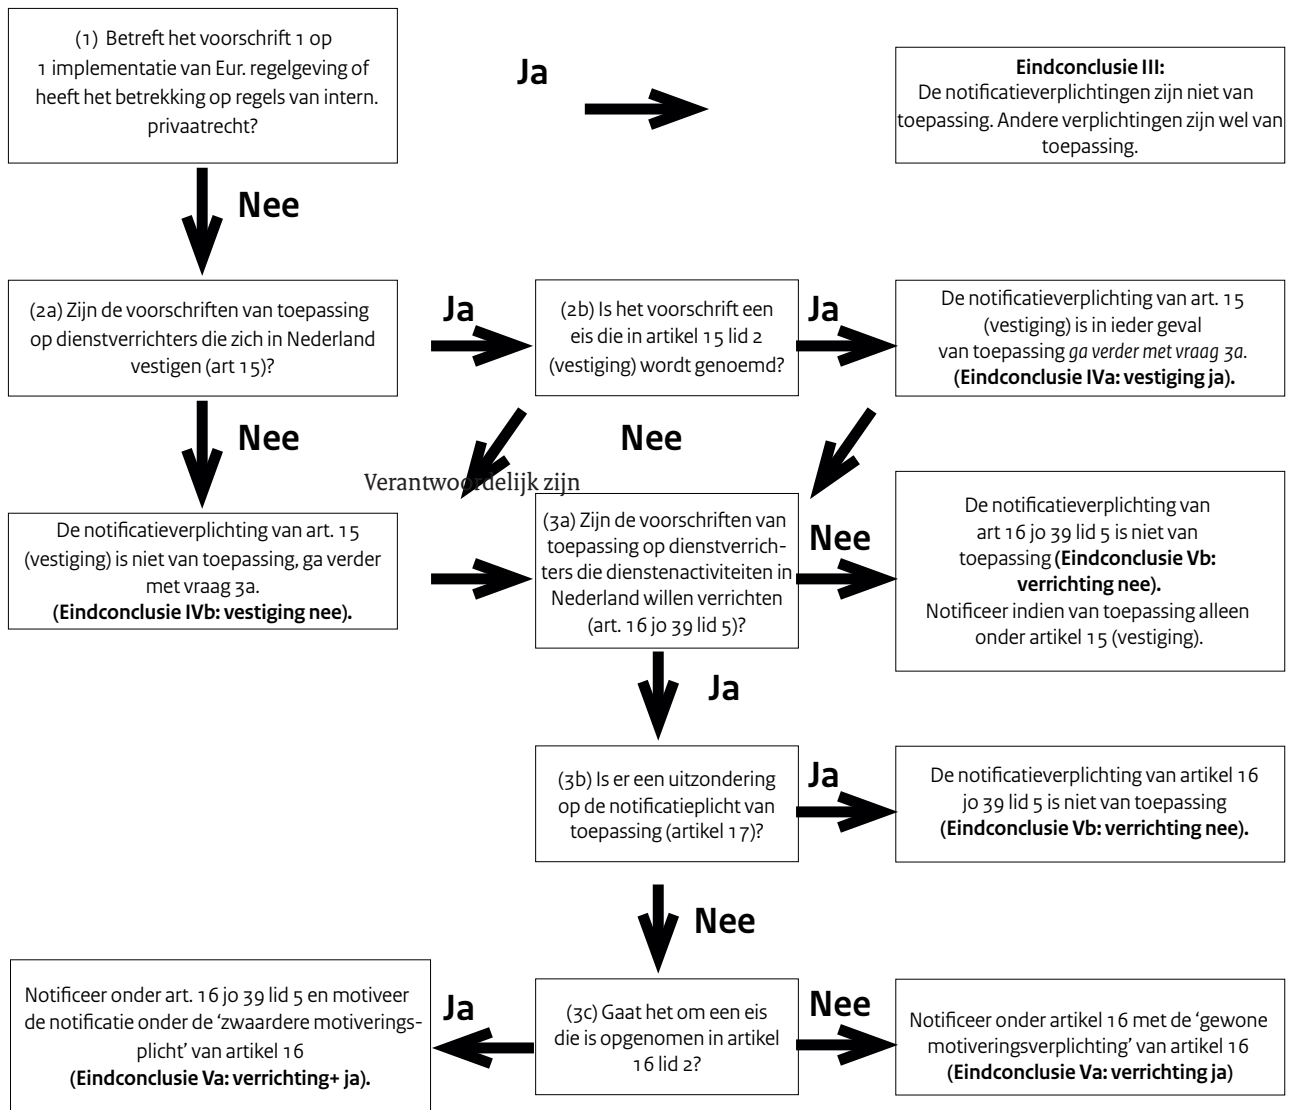 (1) Betreft het voorschrift 1 op
1 implementatie van Eur. regelgeving of
heeft het betrekking op regels van intern.
privaatrecht?
Ja
Eindconclusie III:
De notificatieverplichtingen zijn niet van
toepassing. Andere verplichtingen zijn wel van
toepassing.
Nee
(2a) Zijn de voorschriften van toepassing
op dienstverrichters die zich in Nederland
vestigen (art 15)?
Ja
(2b) Is het voorschrift een
eis die in artikel 15 lid 2
(vestiging) wordt genoemd?
Ja
De notificatieverplichting van art. 15
(vestiging) is in ieder geval
van toepassing ga verder met vraag 3a.
(Eindconclusie IVa: vestiging ja).
Nee
Nee
Verantwoordelijk zijn
De notificatieverplichting van art. 15
(vestiging) is niet van toepassing, ga verder
met vraag 3a.
(Eindconclusie IVb: vestiging nee).
(3a) Zijn de voorschriften van
toepassing op dienstverrich-
ters die dienstenactiviteiten in
Nederland willen verrichten
(art. 16 jo 39 lid 5)?
Nee
De notificatieverplichting van
art 16 jo 39 lid 5 is niet van
toepassing (Eindconclusie Vb:
verrichting nee).
Notificeer indien van toepassing alleen
onder artikel 15 (vestiging).
Ja
(3b) Is er een uitzondering
op de notificatieplicht van
toepassing (artikel 17)?
Ja
De notificatieverplichting van artikel 16
jo 39 lid 5 is niet van toepassing
(Eindconclusie Vb: verrichting nee).
Nee
Notificeer onder art. 16 jo 39 lid 5 en motiveer
de notificatie onder de ‘zwaardere motiverings-
plicht’ van artikel 16
(Eindconclusie Va: verrichting+ ja).
Ja
(3c) Gaat het om een eis
die is opgenomen in artikel
16 lid 2?
Nee
Notificeer onder artikel 16 met de ‘gewone
motiveringsverplichting’ van artikel 16
(Eindconclusie Va: verrichting ja)